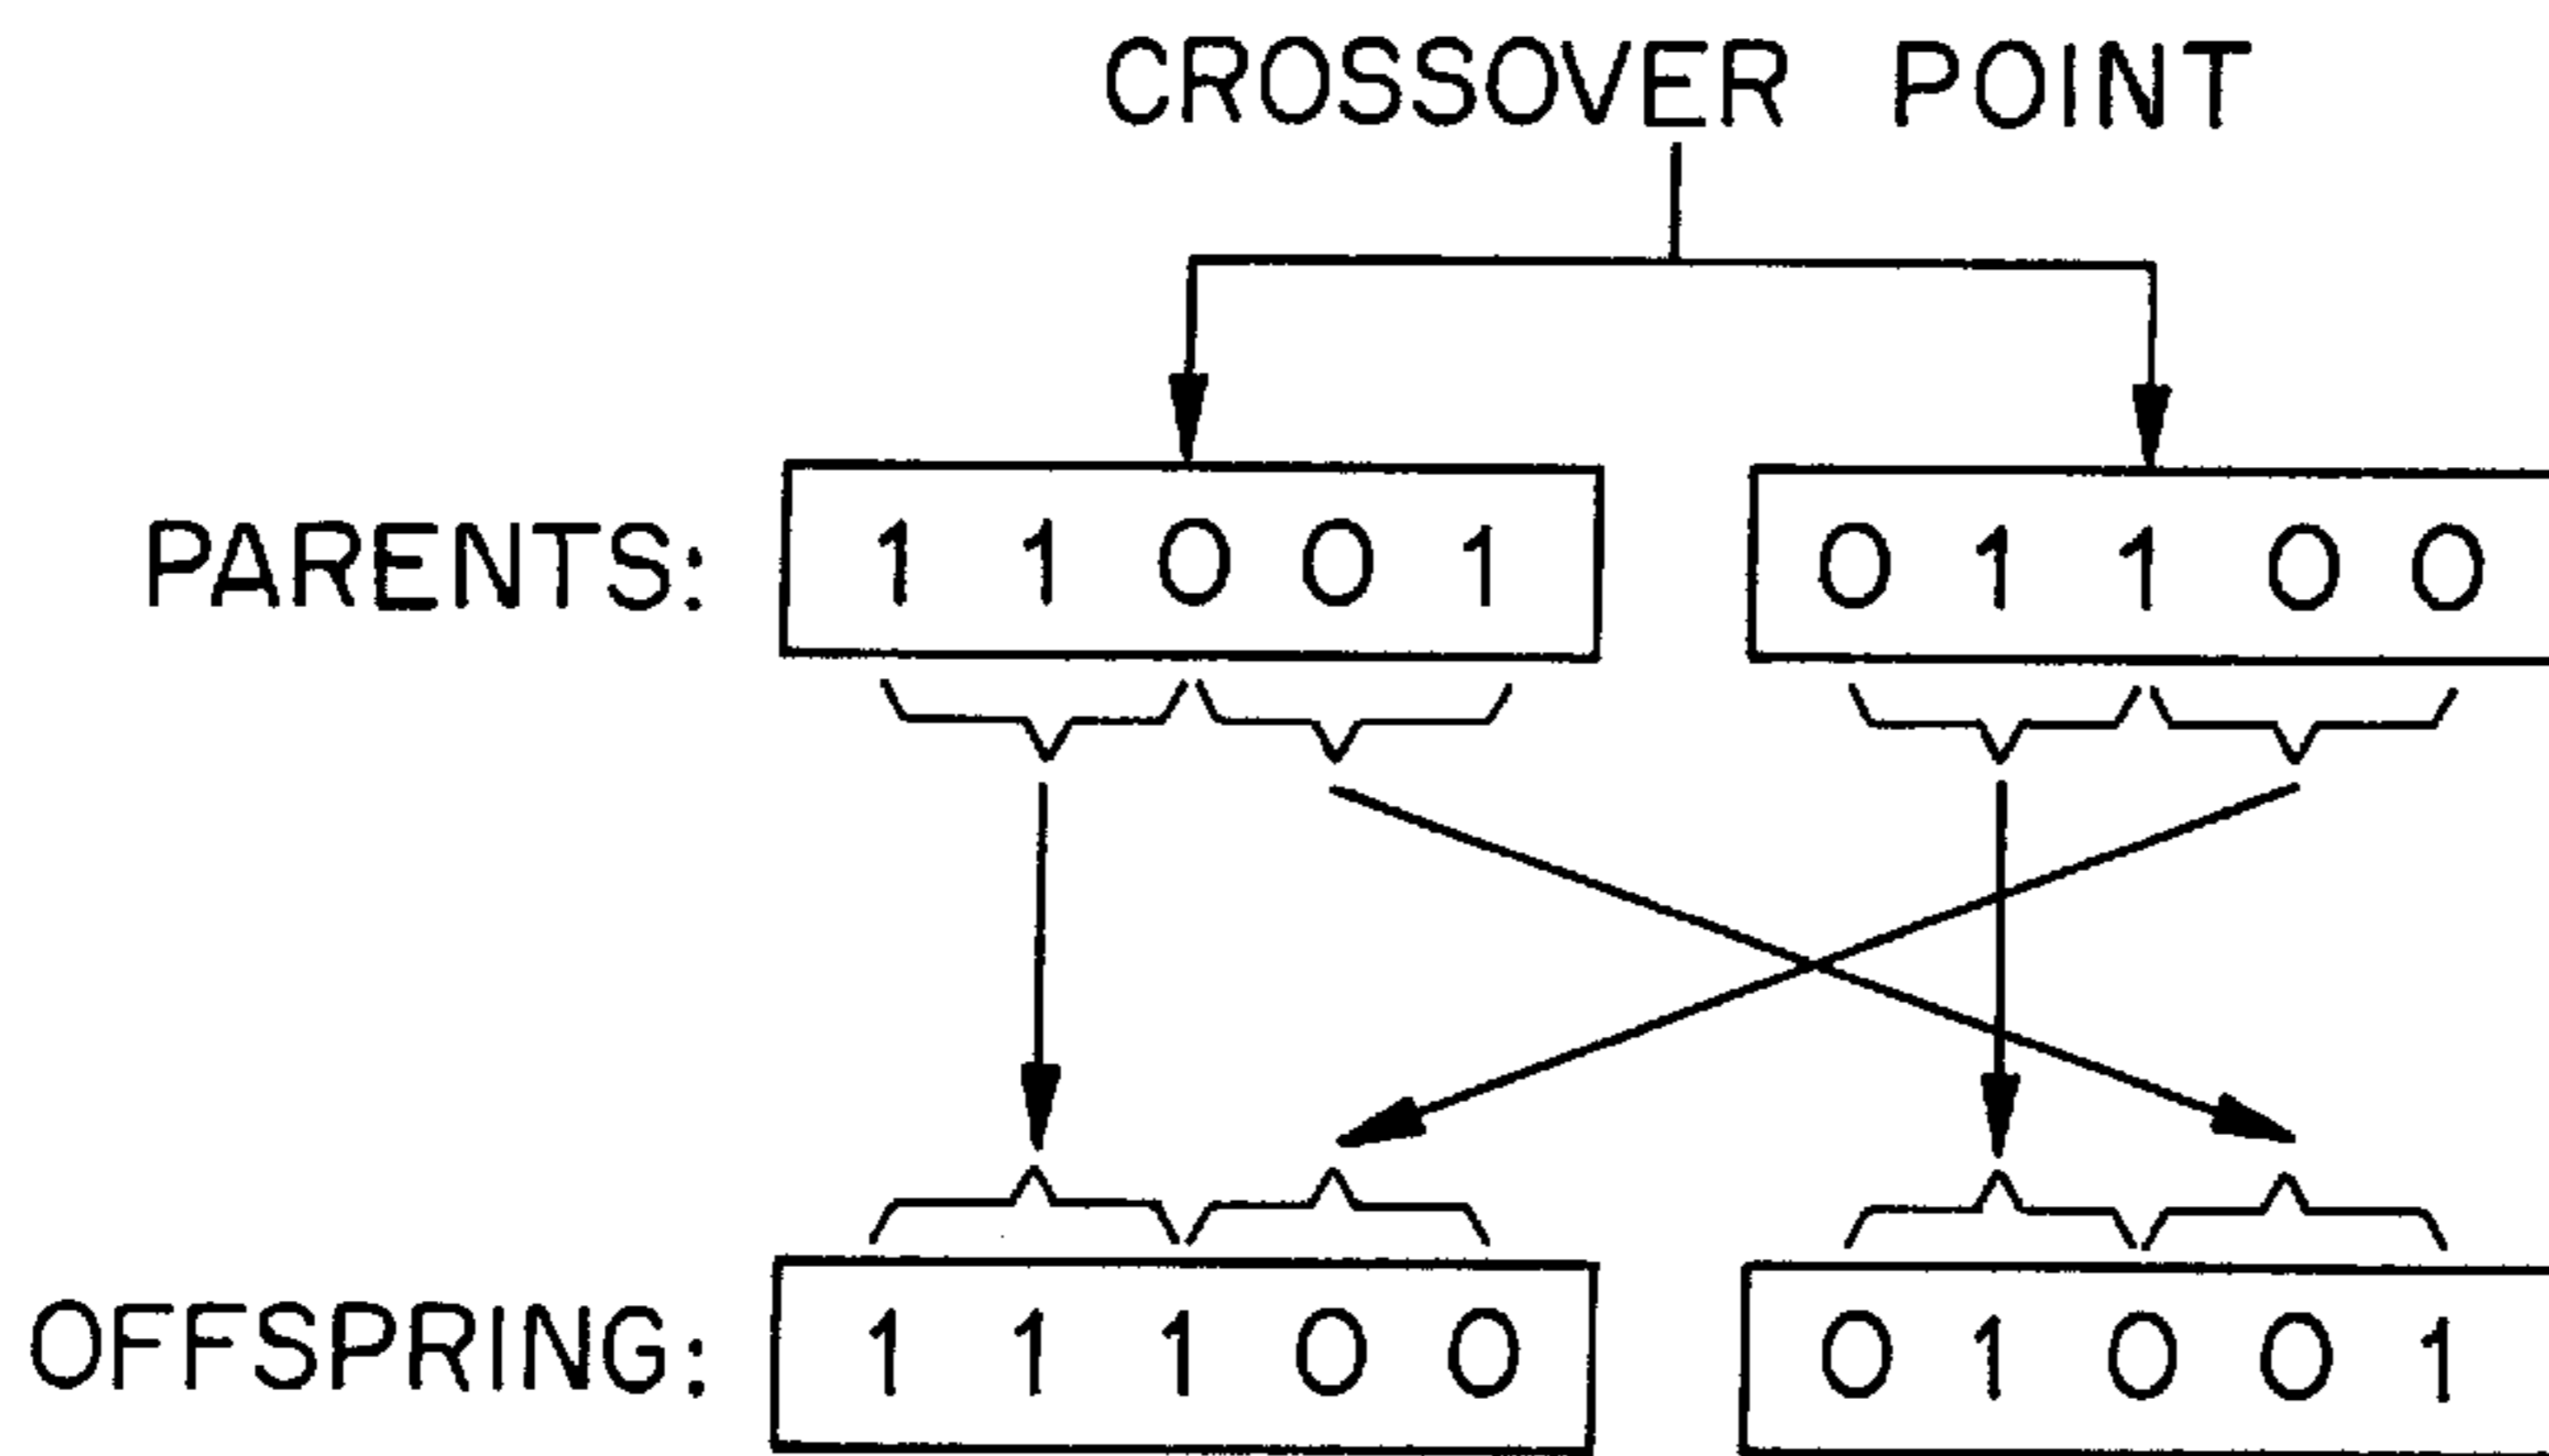 CROSSOVER POINT
PARENTS: 1 1 0 0 1 0 1 1 0 0
OFFSPRING: 1 1 1 0 0 0 1 0 0 1